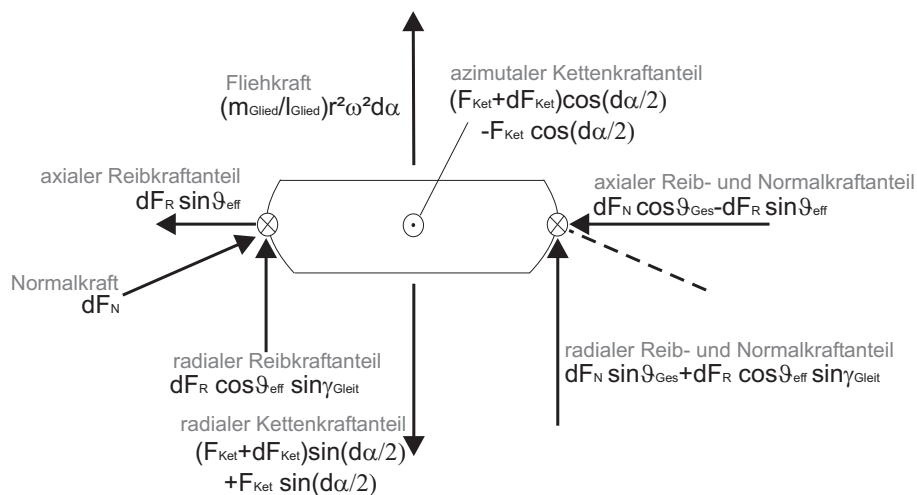 Fliehkraft
(mGlied/lGlied)r²ω²dα
azimutaler Kettenkraftanteil
(FKet+dFKet)cos(dα/2)
-FKet cos(dα/2)
axialer Reibkraftanteil
dFR sinϑeff
axialer Reib- und Normalkraftanteil
dFN cosϑGes-dFR sinϑeff
Normalkraft
dFN
radialer Reibkraftanteil
dFR cosϑeff sinγGleit
radialer Reib- und Normalkraftanteil
dFN sinϑGes+dFR cosϑeff sinγGleit
radialer Kettenkraftanteil
(FKet+dFKet)sin(dα/2)
+FKet sin(dα/2)